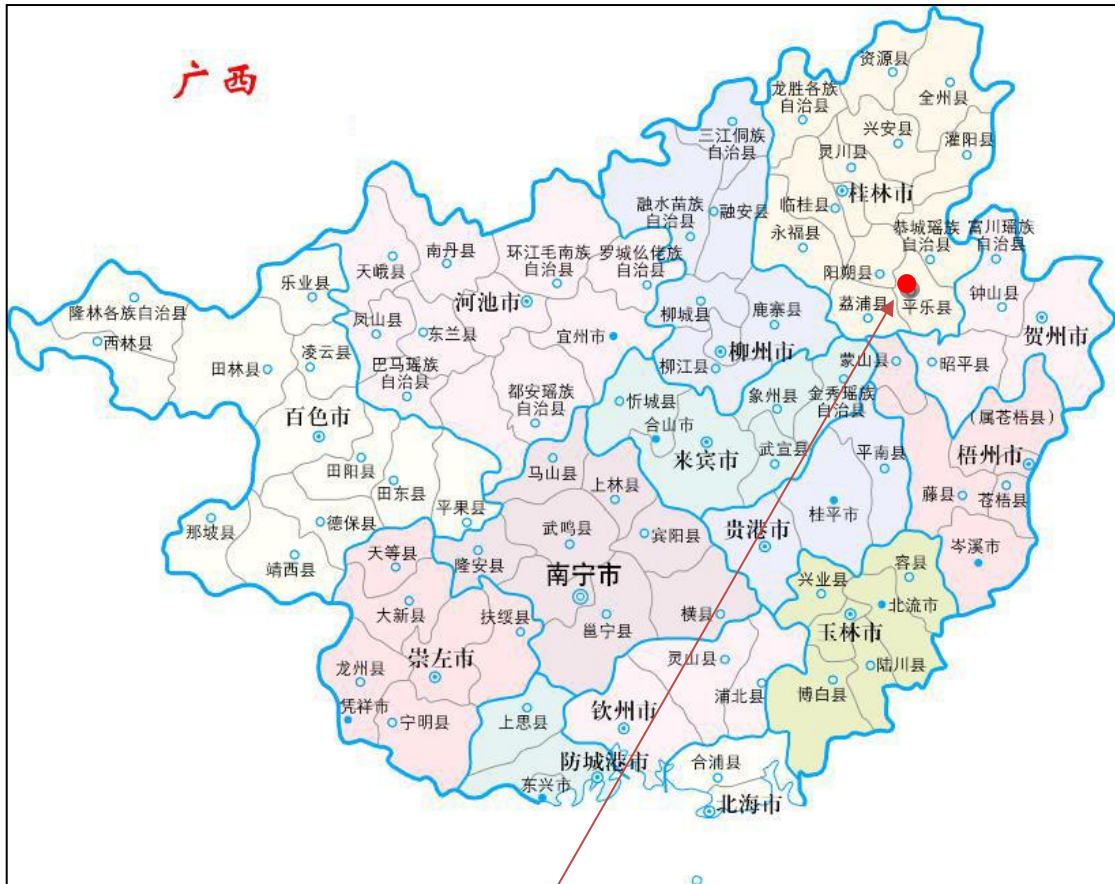 广西
资源县
全州县
龙胜各族
自治县
兴安县
灌阳县
三江侗族
自治县
灵川县
桂林市
临桂县
融水苗族
自治县
融安县
永福县
恭城瑶族
自治县
富川瑶族
自治县
南丹县
环江毛南族
自治县
罗城仫佬族
自治县
天峨县
阳朔县
乐业县
钟山县
荔浦县
平乐县
隆林各族自治县
河池市
柳城县
鹿寨县
贺州市
凤山县
东兰县
宜州市
西林县
凌云县
柳州市
田林县
巴马瑶族
自治县
柳江县
蒙山县
昭平县
都安瑶族
自治县
忻城县
象州县
金秀瑶族
自治县
百色市
合山市
(属苍梧县)
来宾市
武宣县
平南县
梧州市
田阳县
马山县
田东县
上林县
藤县
苍梧县
平果县
桂平市
那坡县
德保县
武鸣县
宾阳县
贵港市
岑溪市
天等县
隆安县
靖西县
南宁市
兴业县
容县
北流市
大新县
扶绥县
邕宁县
横县
玉林市
崇左市
灵山县
陆川县
龙州县
浦北县
博白县
凭祥市
宁明县
上思县
钦州市
防城港市
合浦县
东兴市
北海市